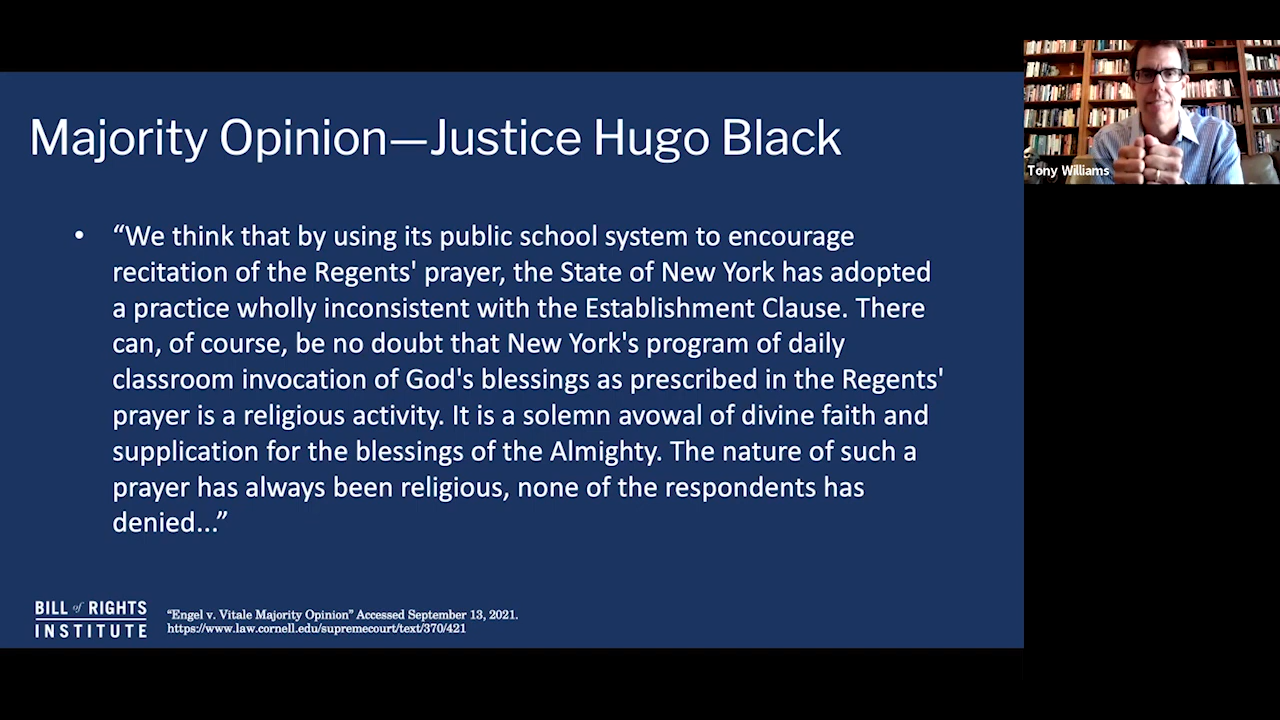 Majority Opinion—Justice Hugo Black
Tony Williams
• “We think that by using its public school system to encourage
recitation of the Regents' prayer, the State of New York has adopted
a practice wholly inconsistent with the Establishment Clause. There
can, of course, be no doubt that New York's program of daily
classroom invocation of God's blessings as prescribed in the Regents'
prayer is a religious activity. It is a solemn avowal of divine faith and
supplication for the blessings of the Almighty. The nature of such a
prayer has always been religious, none of the respondents has
denied...”
BILL of RIGHTS
INSTITUTE
“Engel v. Vitale Majority Opinion” Accessed September 13, 2021.
https://www.law.cornell.edu/supremecourt/text/370/421